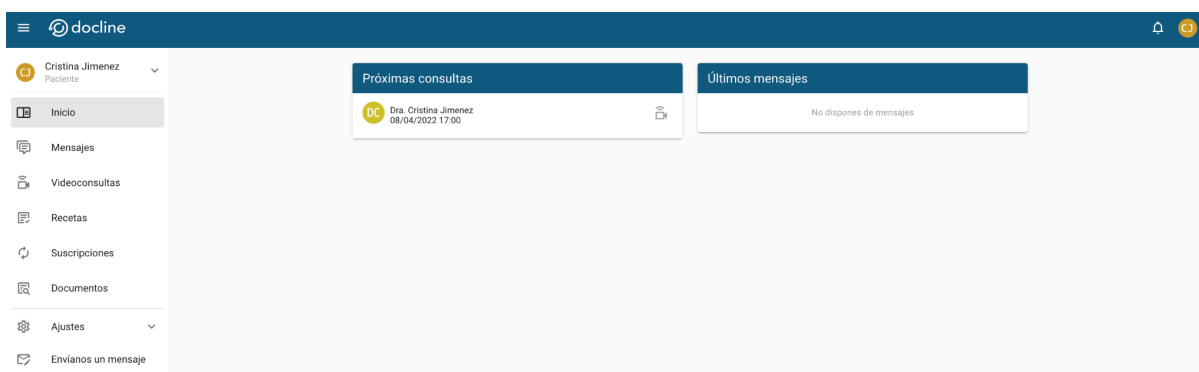 docline
CJ
CJ
Cristina Jimenez
Paciente
Inicio
Mensajes
Videoconsultas
Recetas
Suscripciones
Documentos
Ajustes
Envíanos un mensaje
Próximas consultas
DC
Dra. Cristina Jimenez
08/04/2022 17:00
Últimos mensajes
No dispones de mensajes